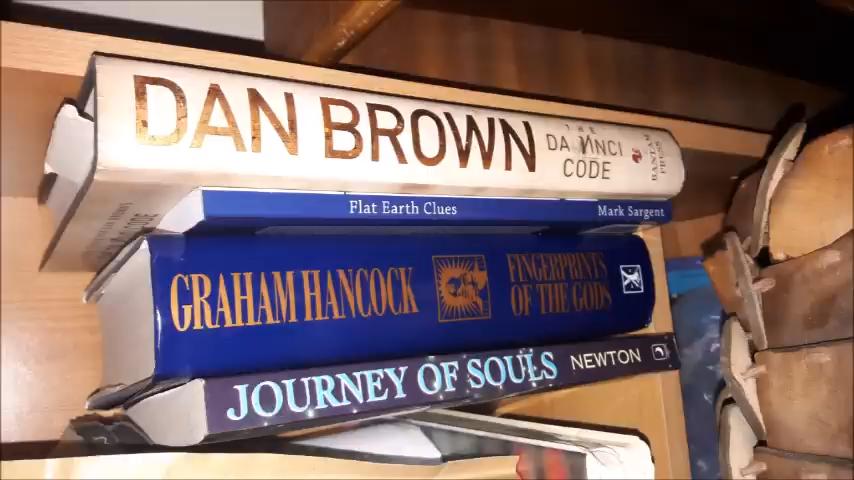 DAN BROWN
THE
DA VINCI
CODE
BANTAM
PRESS
Flat Earth Clues
Mark Sargent
GRAHAM HANCOCK
FINGERPRINTS
OF THE GODS
JOURNEY OF SOULS
NEWTON